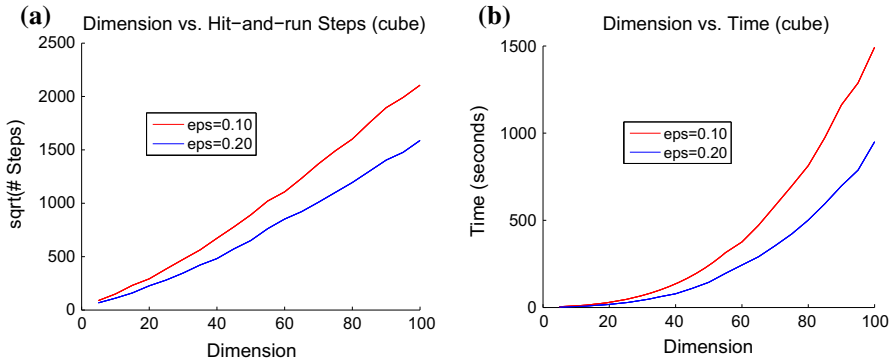 (a)
Dimension vs. Hit-and-run Steps (cube)
2500
2000
1500
1000
500
0
sqrt(# Steps)
eps=0.10
eps=0.20
0 20 40 60 80 100
Dimension
(b)
Dimension vs. Time (cube)
1500
1000
500
0
Time (seconds)
eps=0.10
eps=0.20
0 20 40 60 80 100
Dimension